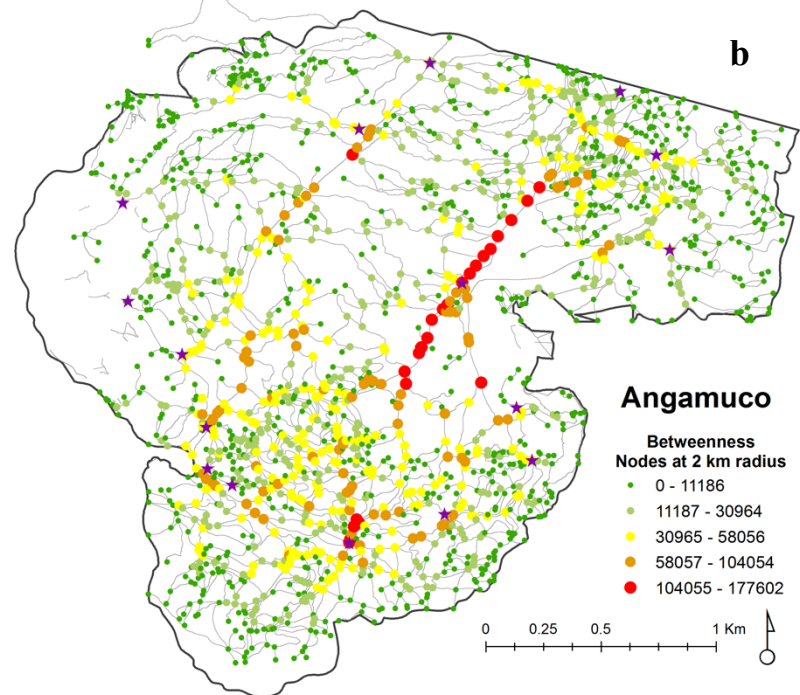 b
Angamuco
Betweenness
Nodes at 2 km radius
0 - 11186
11187 - 30964
30965 - 58056
58057 - 104054
104055 - 177602
0 0.25 0.5 1 Km